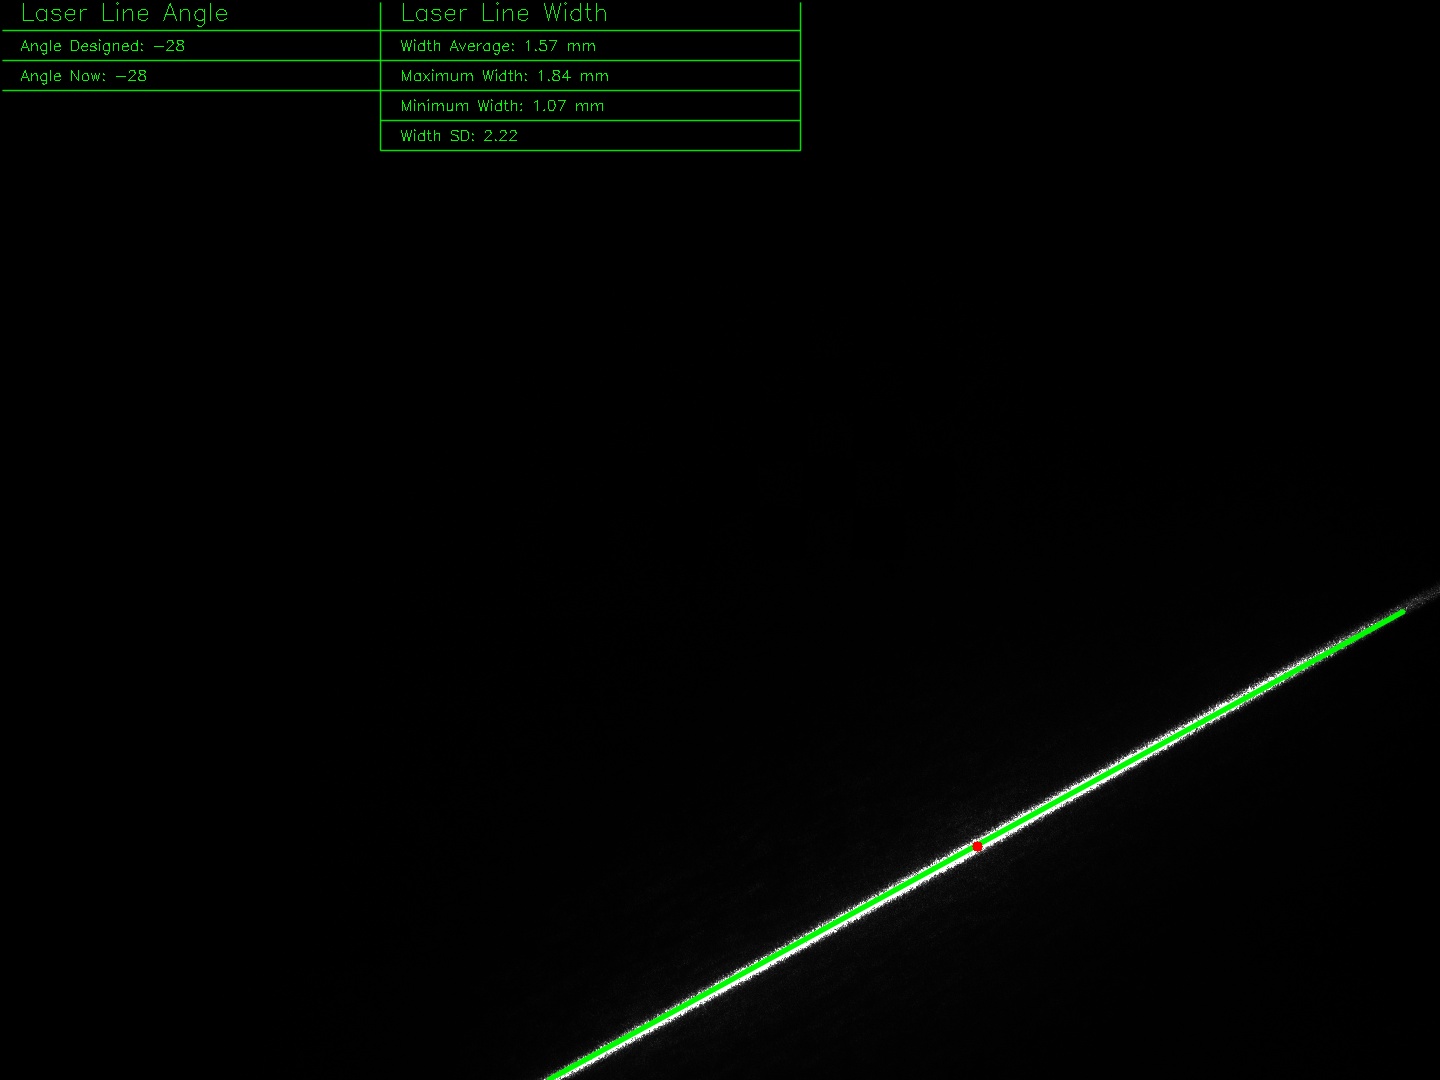 Laser Line Angle
Angle Designed: -28
Angle Now: -28
Laser Line Width
Width Average: 1.57 mm
Maximum Width: 1.84 mm
Minimum Width: 1.07 mm
Width SD: 2.22